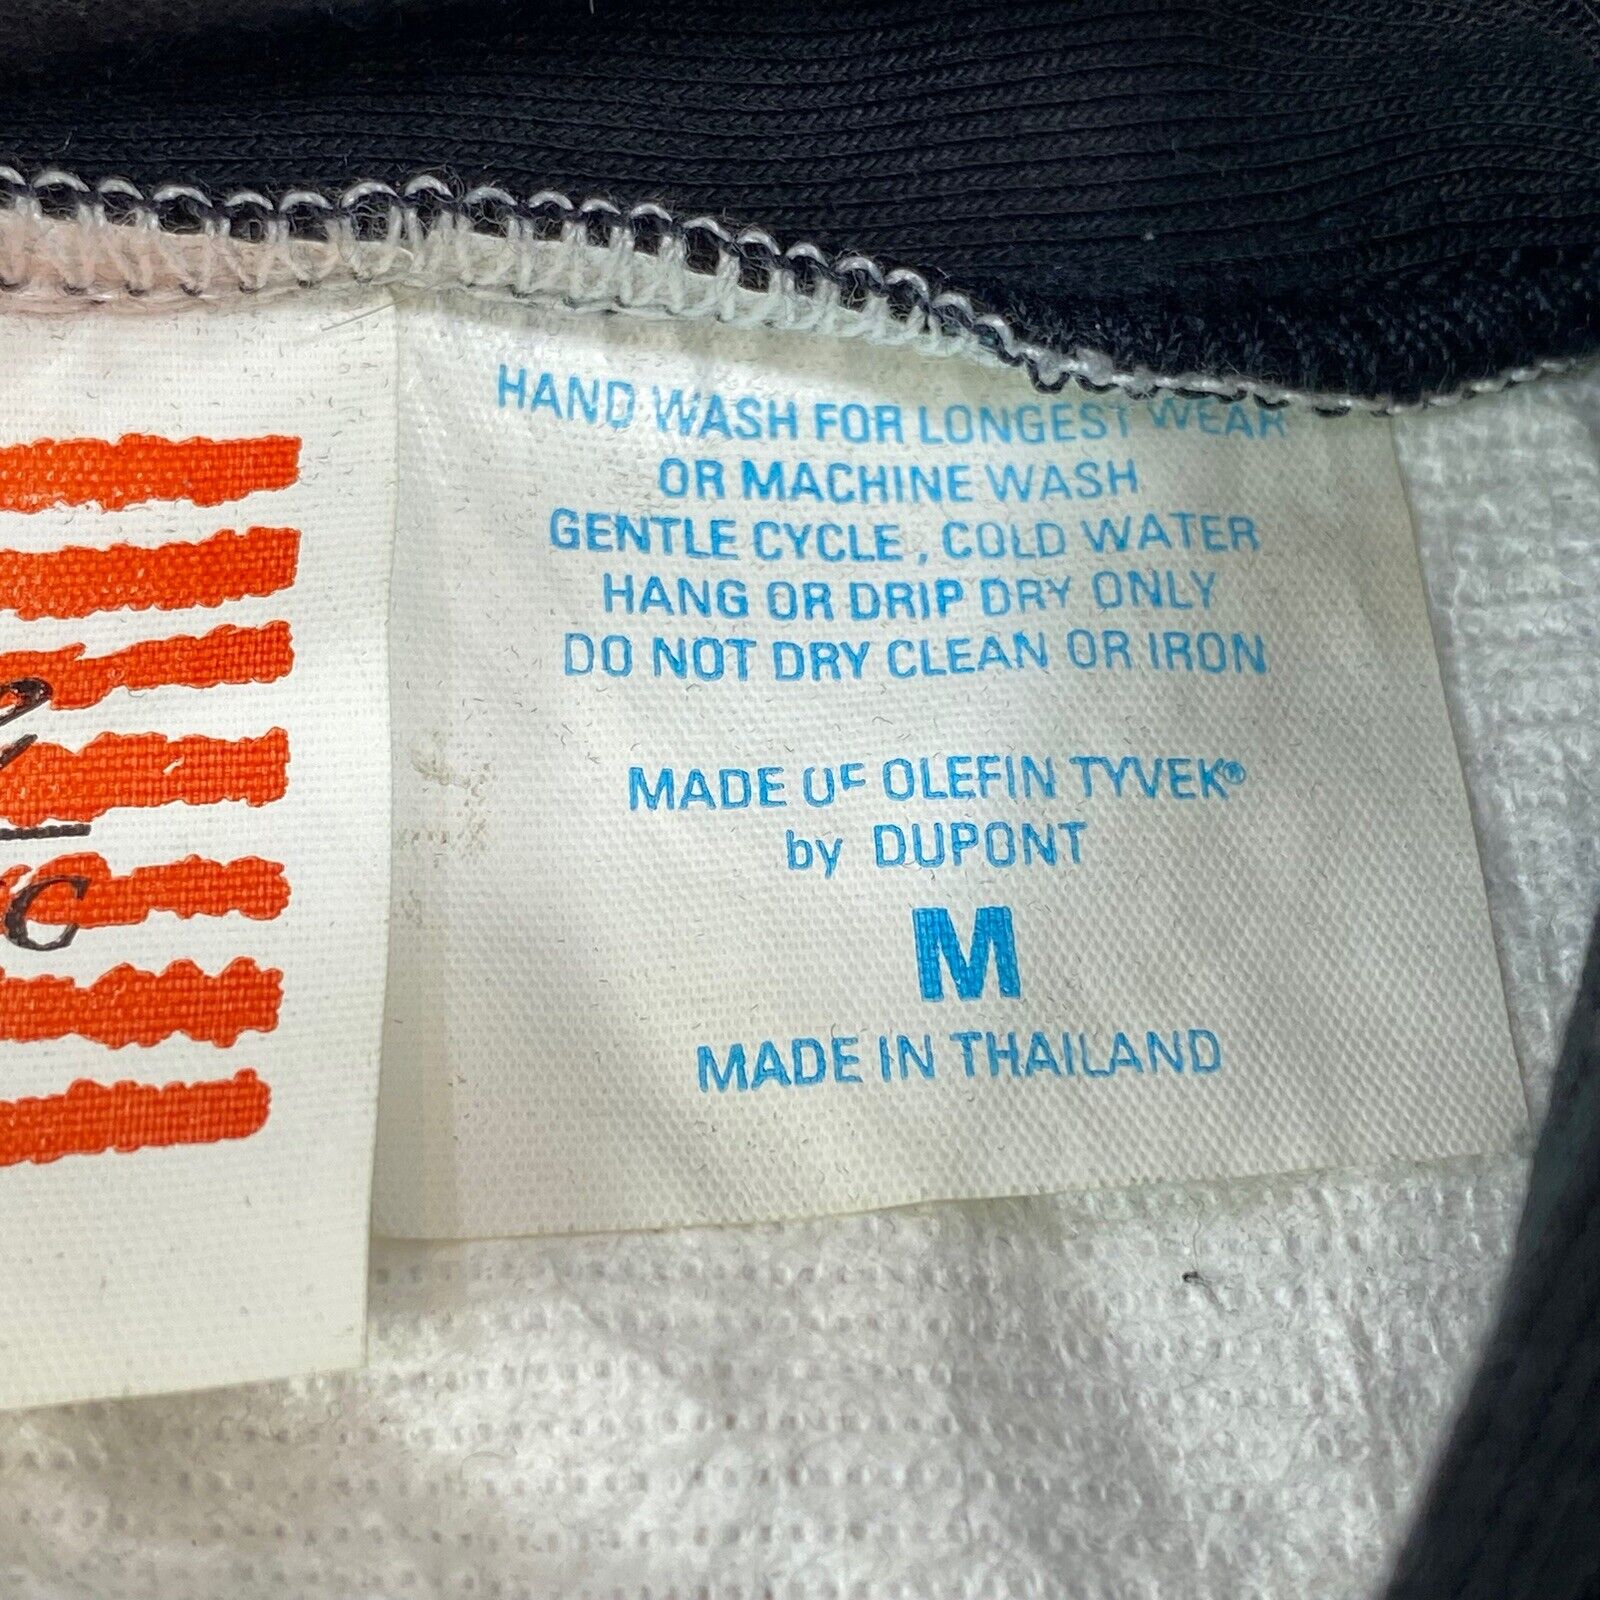 HAND WASH FOR LONGEST WEAR
OR MACHINE WASH
GENTLE CYCLE, COLD WATER
HANG OR DRIP DRY ONLY
DO NOT DRY CLEAN OR IRON
MADE OF OLEFIN TYVEK®
by DUPONT
M
MADE IN THAILAND